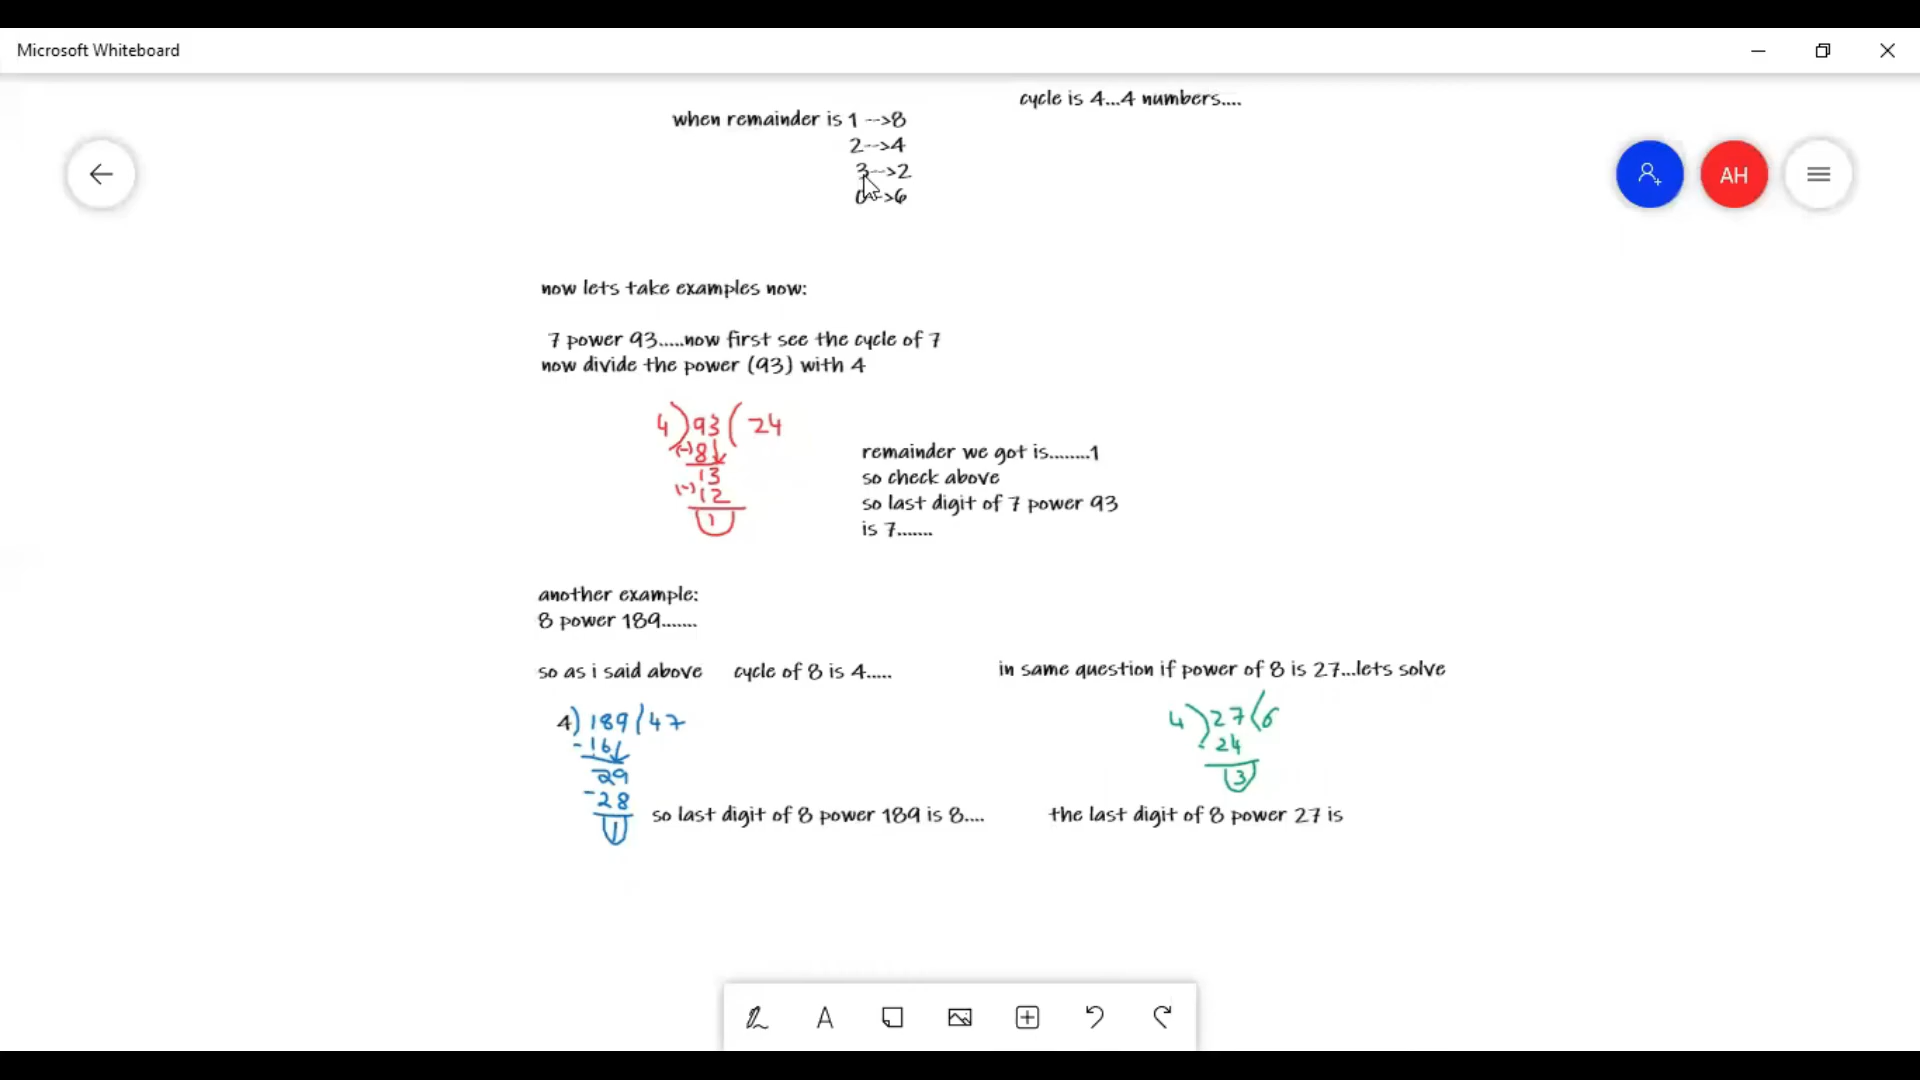 Microsoft Whiteboard
cycle is 4...4 numbers....
when remainder is 1 -->8
2-->4
3-->2
0-->6
AH
now lets take examples now:
7 power 93.....now first see the cycle of 7
now divide the power (93) with 4
4)93(24
(-)8
13
(-)12
1
remainder we got is........1
so check above
so last digit of 7 power 93
is 7.......
another example:
8 power 189.......
so as i said above cycle of 8 is 4.....
4)189(47
-16
29
-28
1
so last digit of 8 power 189 is 8....
in same question if power of 8 is 27...lets solve
4)27(6
24
3
the last digit of 8 power 27 is
A